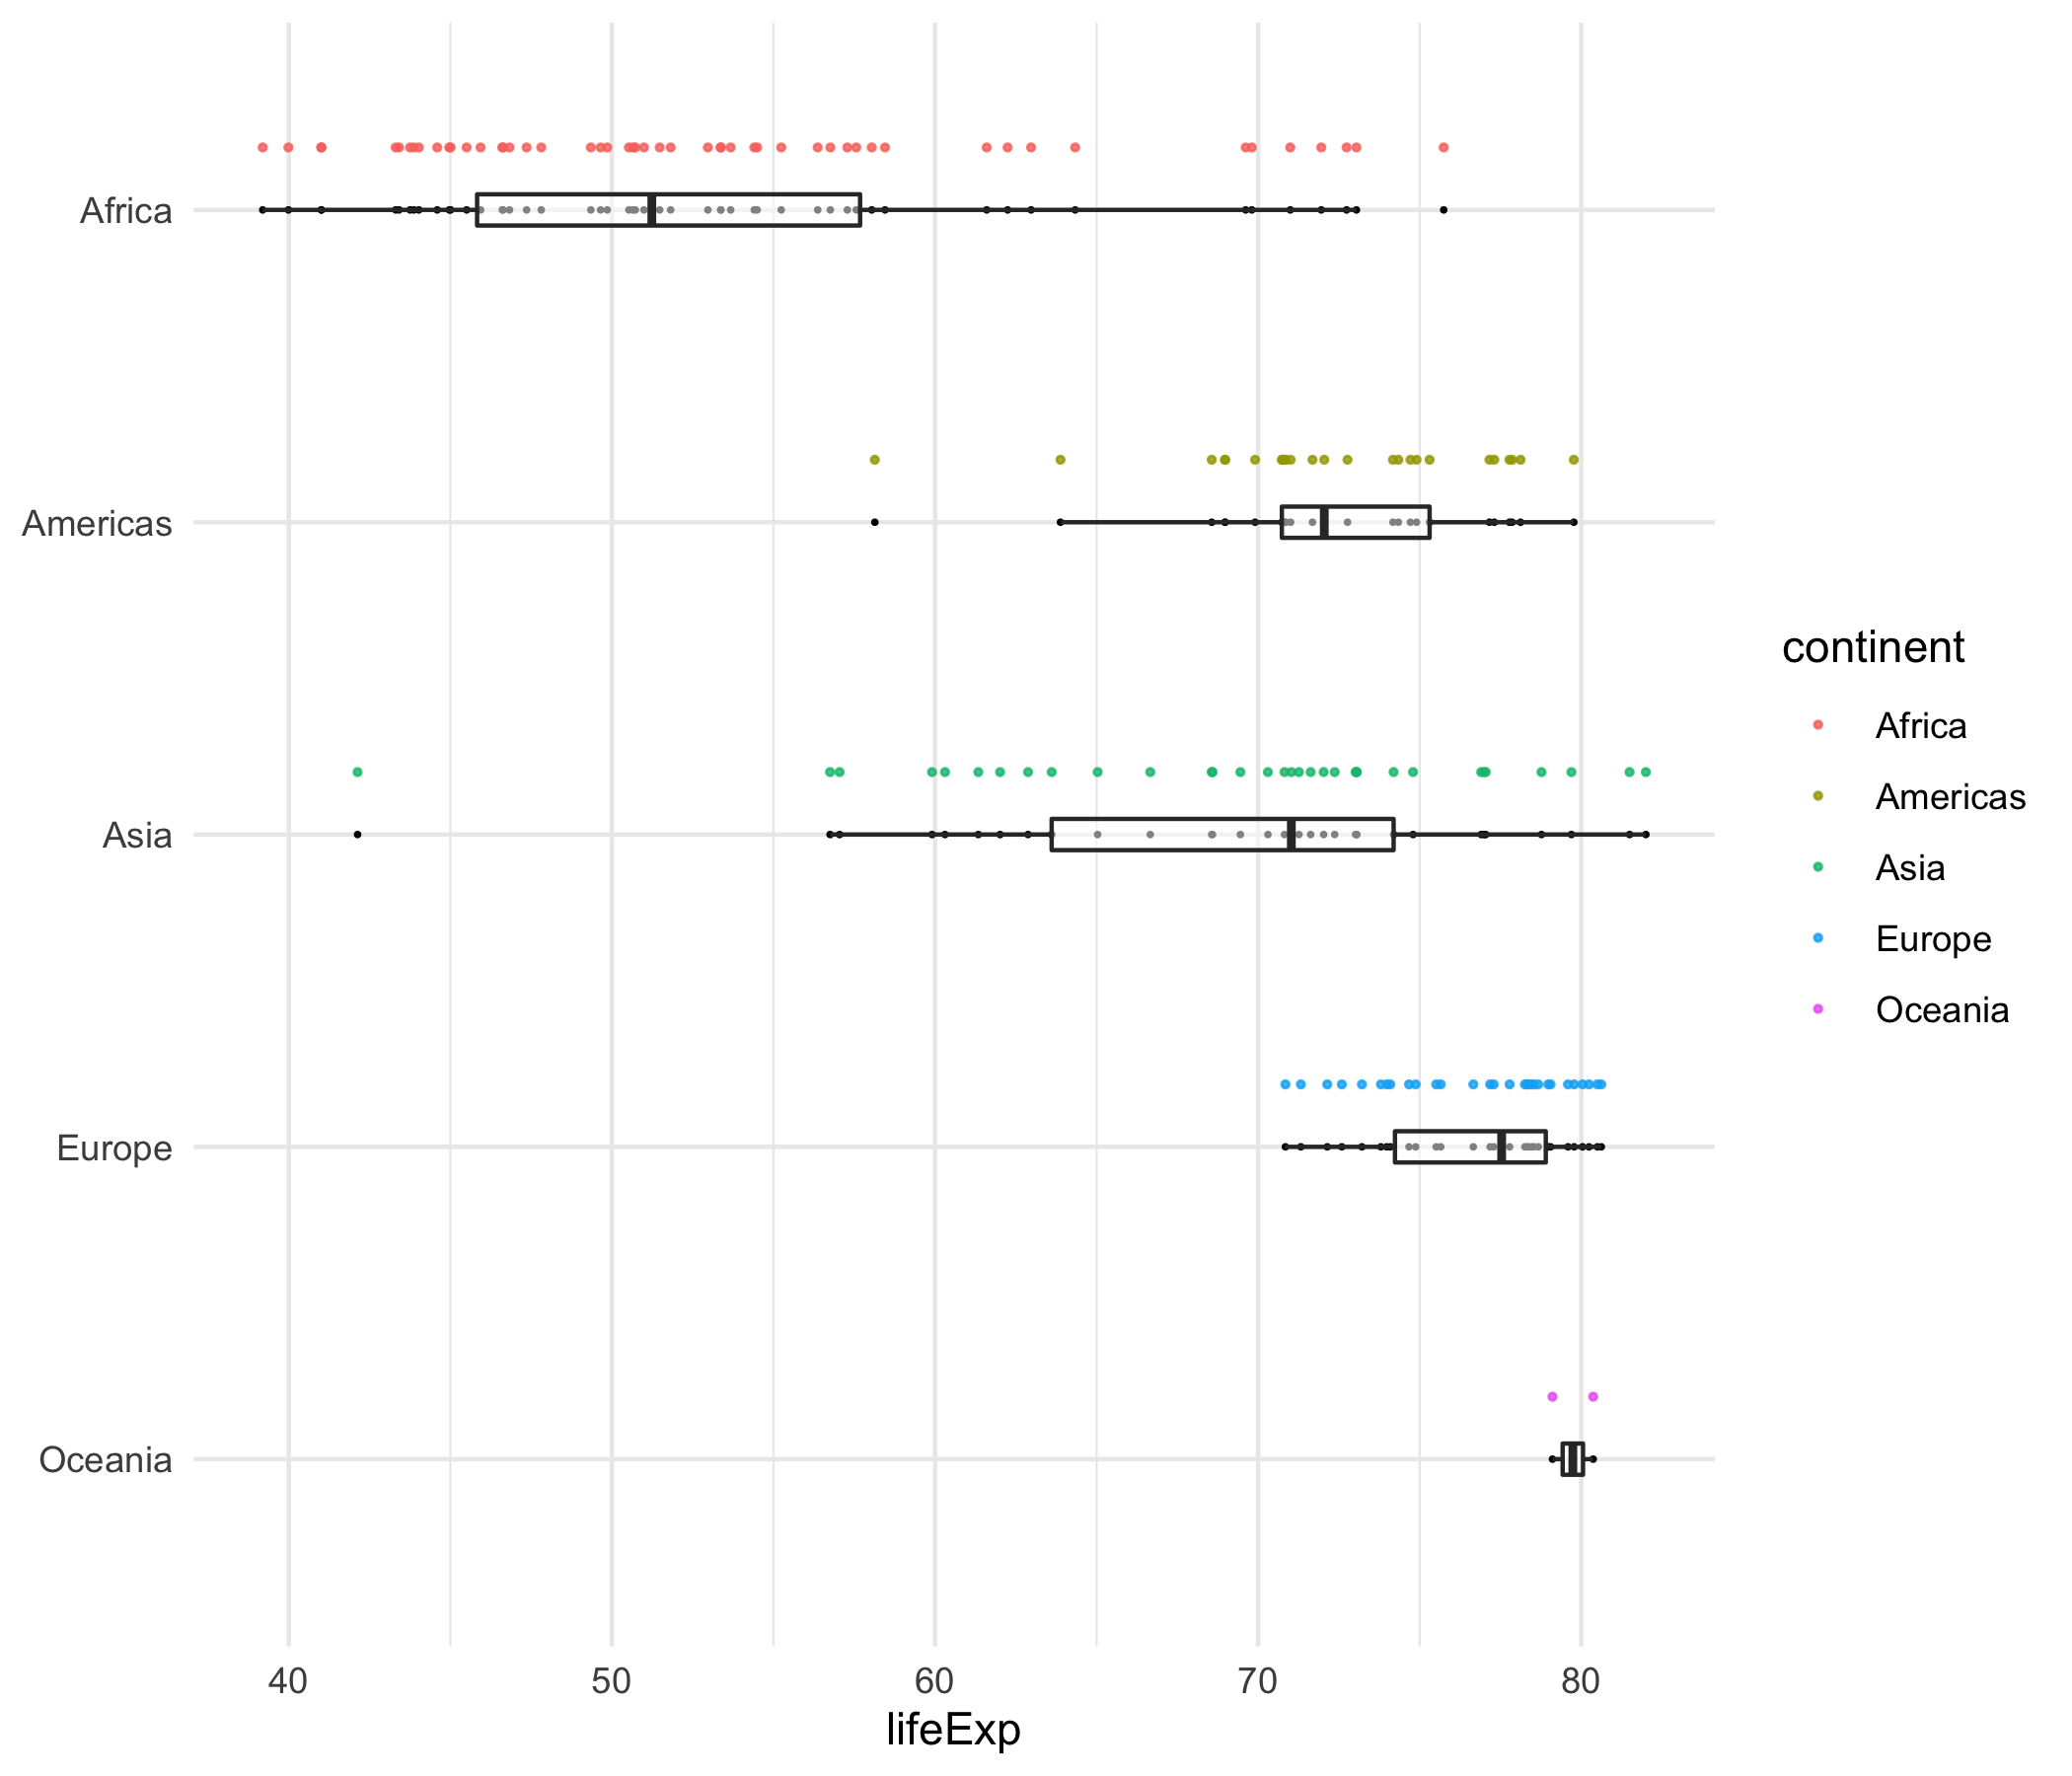 Africa
Americas
Asia
Europe
Oceania
40 50 60 70 80
lifeExp
continent
Africa
Americas
Asia
Europe
Oceania